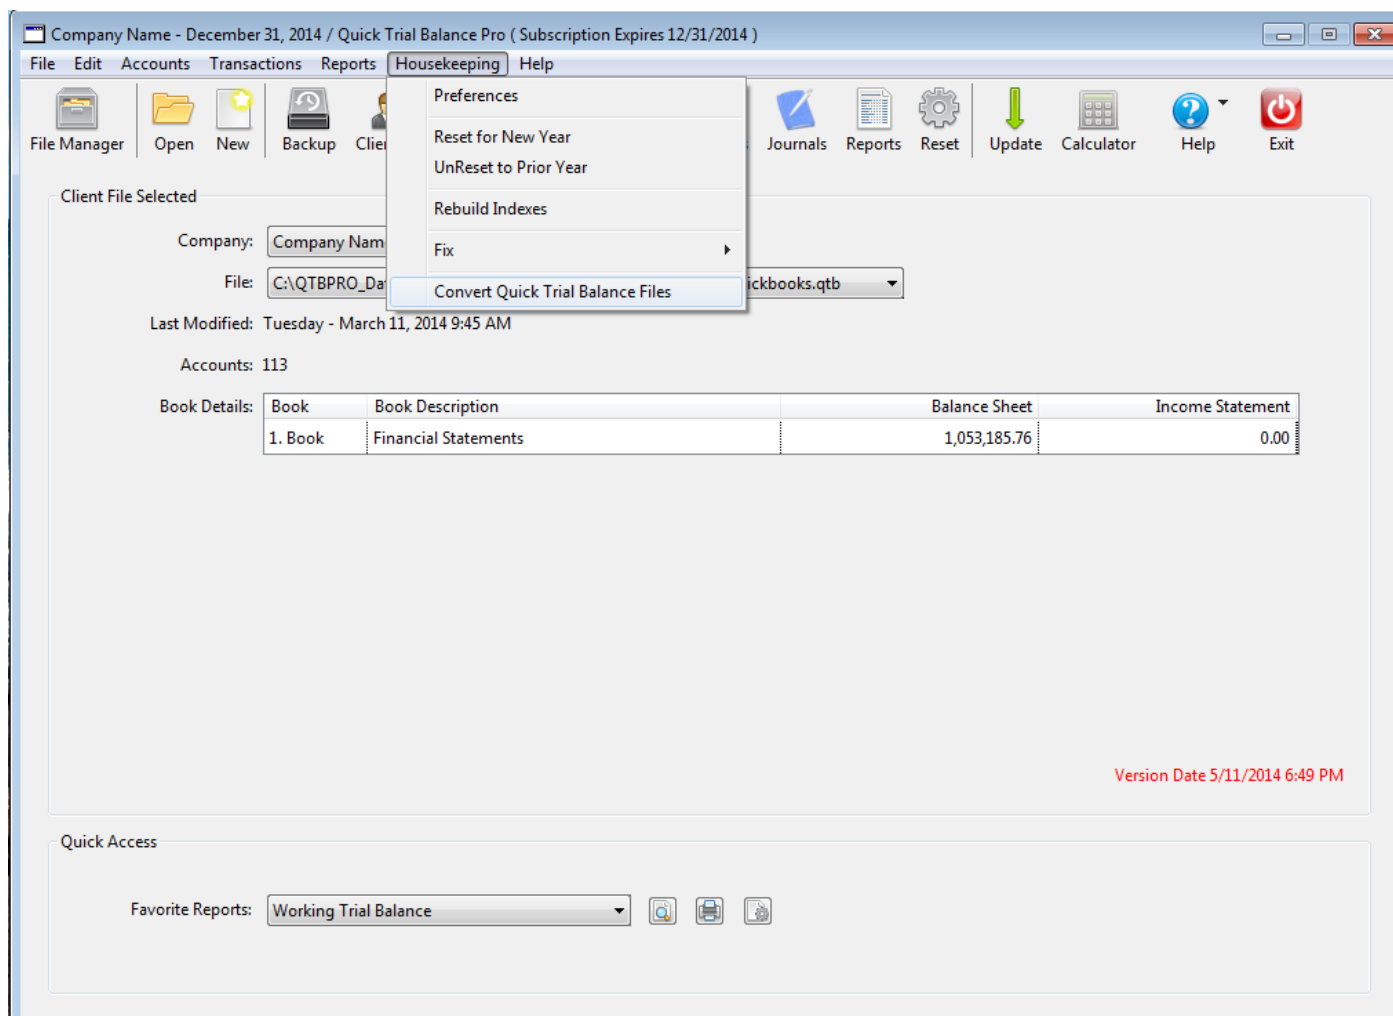 Company Name - December 31, 2014 / Quick Trial Balance Pro ( Subscription Expires 12/31/2014 )
File Edit Accounts Transactions Reports Housekeeping Help
Preferences
Reset for New Year
UnReset to Prior Year
Rebuild Indexes
Fix
Convert Quick Trial Balance Files
File Manager Open New Backup Journals Reports Reset Update Calculator Help Exit
Client File Selected
Company: Company Nam
File: C:\QTBPRO_Da ickbooks.qtb
Last Modified: Tuesday - March 11, 2014 9:45 AM
Accounts: 113
Book Details: Book Book Description Balance Sheet Income Statement
1. Book Financial Statements 1,053,185.76 0.00
Version Date 5/11/2014 6:49 PM
Quick Access
Favorite Reports: Working Trial Balance